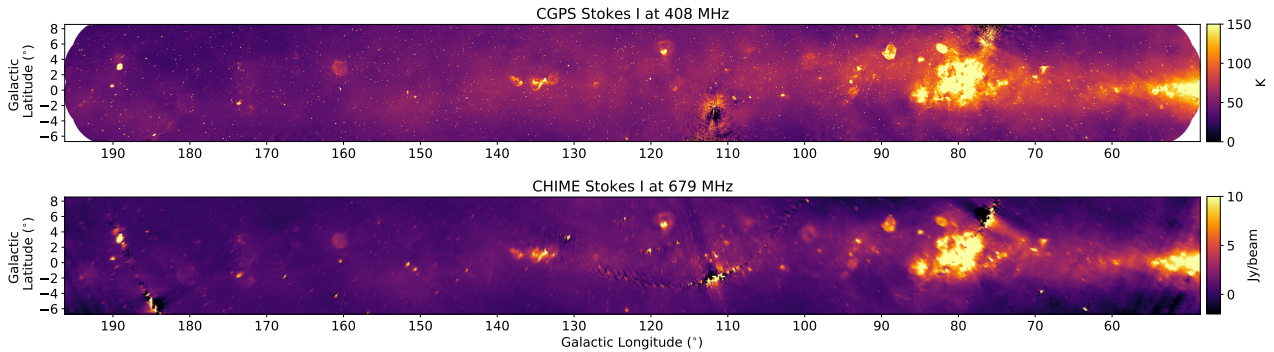 CGPS Stokes I at 408 MHz
8
6
4
2
0
−2
−4
−6
Galactic
Latitude (°)
190 180 170 160 150 140 130 120 110 100 90 80 70 60
150
100
50
0
K
CHIME Stokes I at 679 MHz
8
6
4
2
0
−2
−4
−6
Galactic
Latitude (°)
190 180 170 160 150 140 130 120 110 100 90 80 70 60
Galactic Longitude (°)
10
5
0
Jy/beam